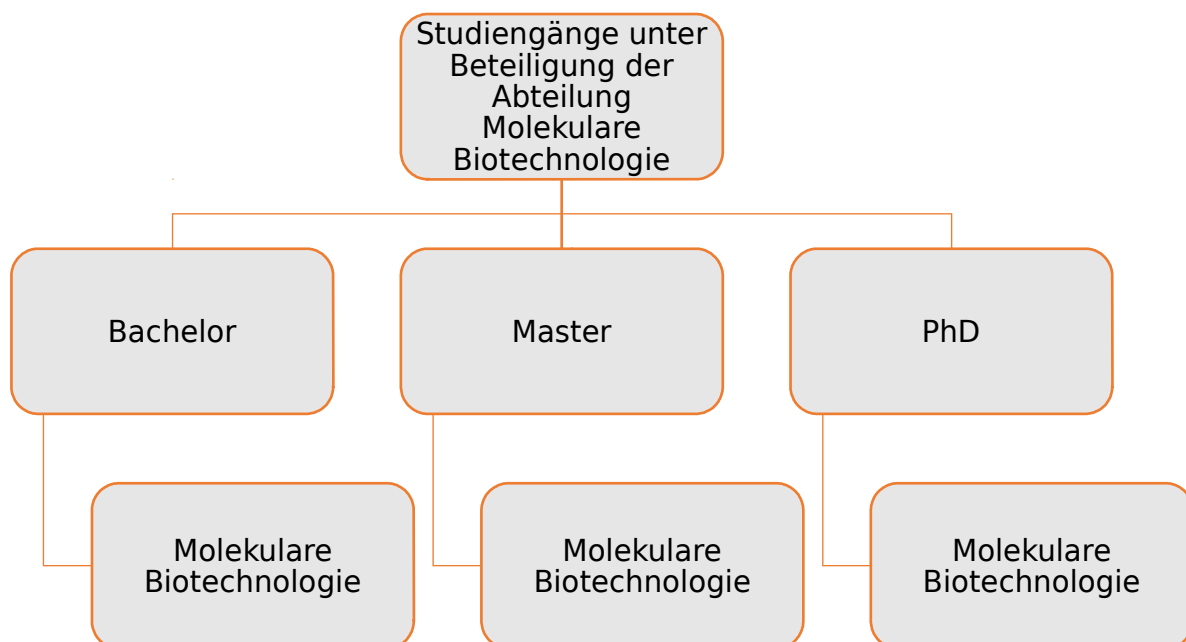 Studiengänge unter
Beteiligung der
Abteilung
Molekulare
Biotechnologie
Bachelor
Master
PhD
Molekulare
Biotechnologie
Molekulare
Biotechnologie
Molekulare
Biotechnologie